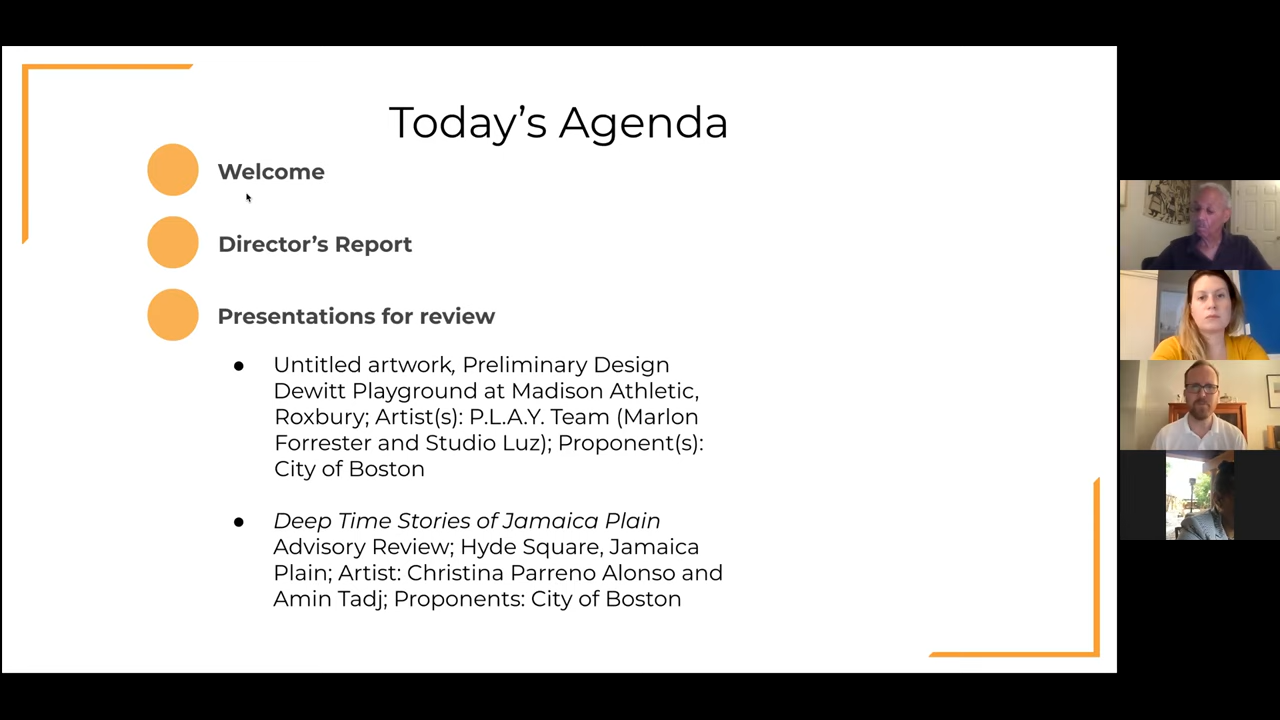 Today’s Agenda
Welcome
Director’s Report
Presentations for review
● Untitled artwork, Preliminary Design
Dewitt Playground at Madison Athletic,
Roxbury; Artist(s): P.L.A.Y. Team (Marlon
Forrester and Studio Luz); Proponent(s):
City of Boston
● Deep Time Stories of Jamaica Plain
Advisory Review; Hyde Square, Jamaica
Plain; Artist: Christina Parreno Alonso and
Amin Tadj; Proponents: City of Boston